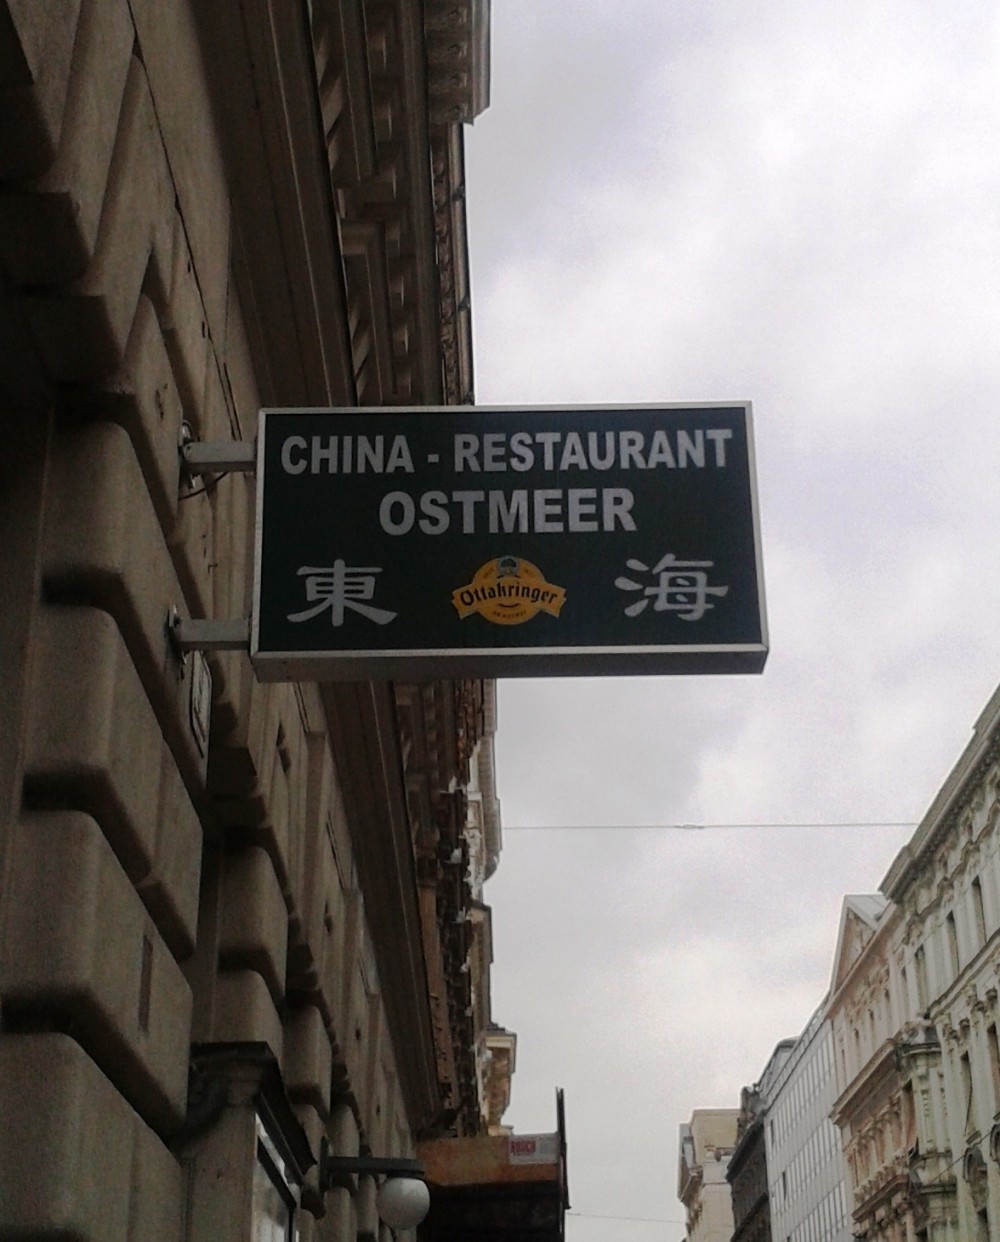 CHINA - RESTAURANT
OSTMEER
東 Ottakringer 海